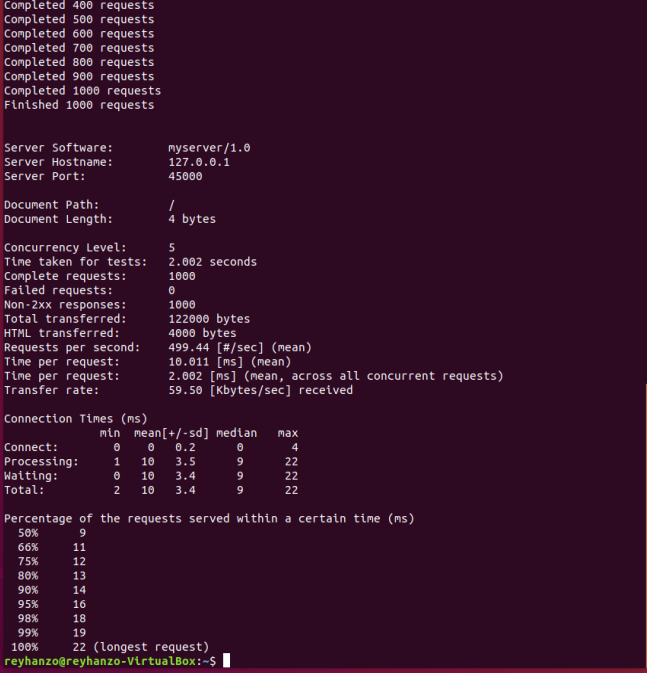 Completed 400 requests
Completed 500 requests
Completed 600 requests
Completed 700 requests
Completed 800 requests
Completed 900 requests
Completed 1000 requests
Finished 1000 requests
Server Software: myserver/1.0
Server Hostname: 127.0.0.1
Server Port: 45000
Document Path: /
Document Length: 4 bytes
Concurrency Level: 5
Time taken for tests: 2.002 seconds
Complete requests: 1000
Failed requests: 0
Non-2xx responses: 1000
Total transferred: 122000 bytes
HTML transferred: 4000 bytes
Requests per second: 499.44 [#/sec] (mean)
Time per request: 10.011 [ms] (mean)
Time per request: 2.002 [ms] (mean, across all concurrent requests)
Transfer rate: 59.50 [Kbytes/sec] received
Connection Times (ms)
min mean[+/-sd] median max
Connect: 0 0 0.2 0 4
Processing: 1 10 3.5 9 22
Waiting: 0 10 3.4 9 22
Total: 2 10 3.4 9 22
Percentage of the requests served within a certain time (ms)
50% 9
66% 11
75% 12
80% 13
90% 14
95% 16
98% 18
99% 19
100% 22 (longest request)
reyhanzo@reyhanzo-VirtualBox:~$